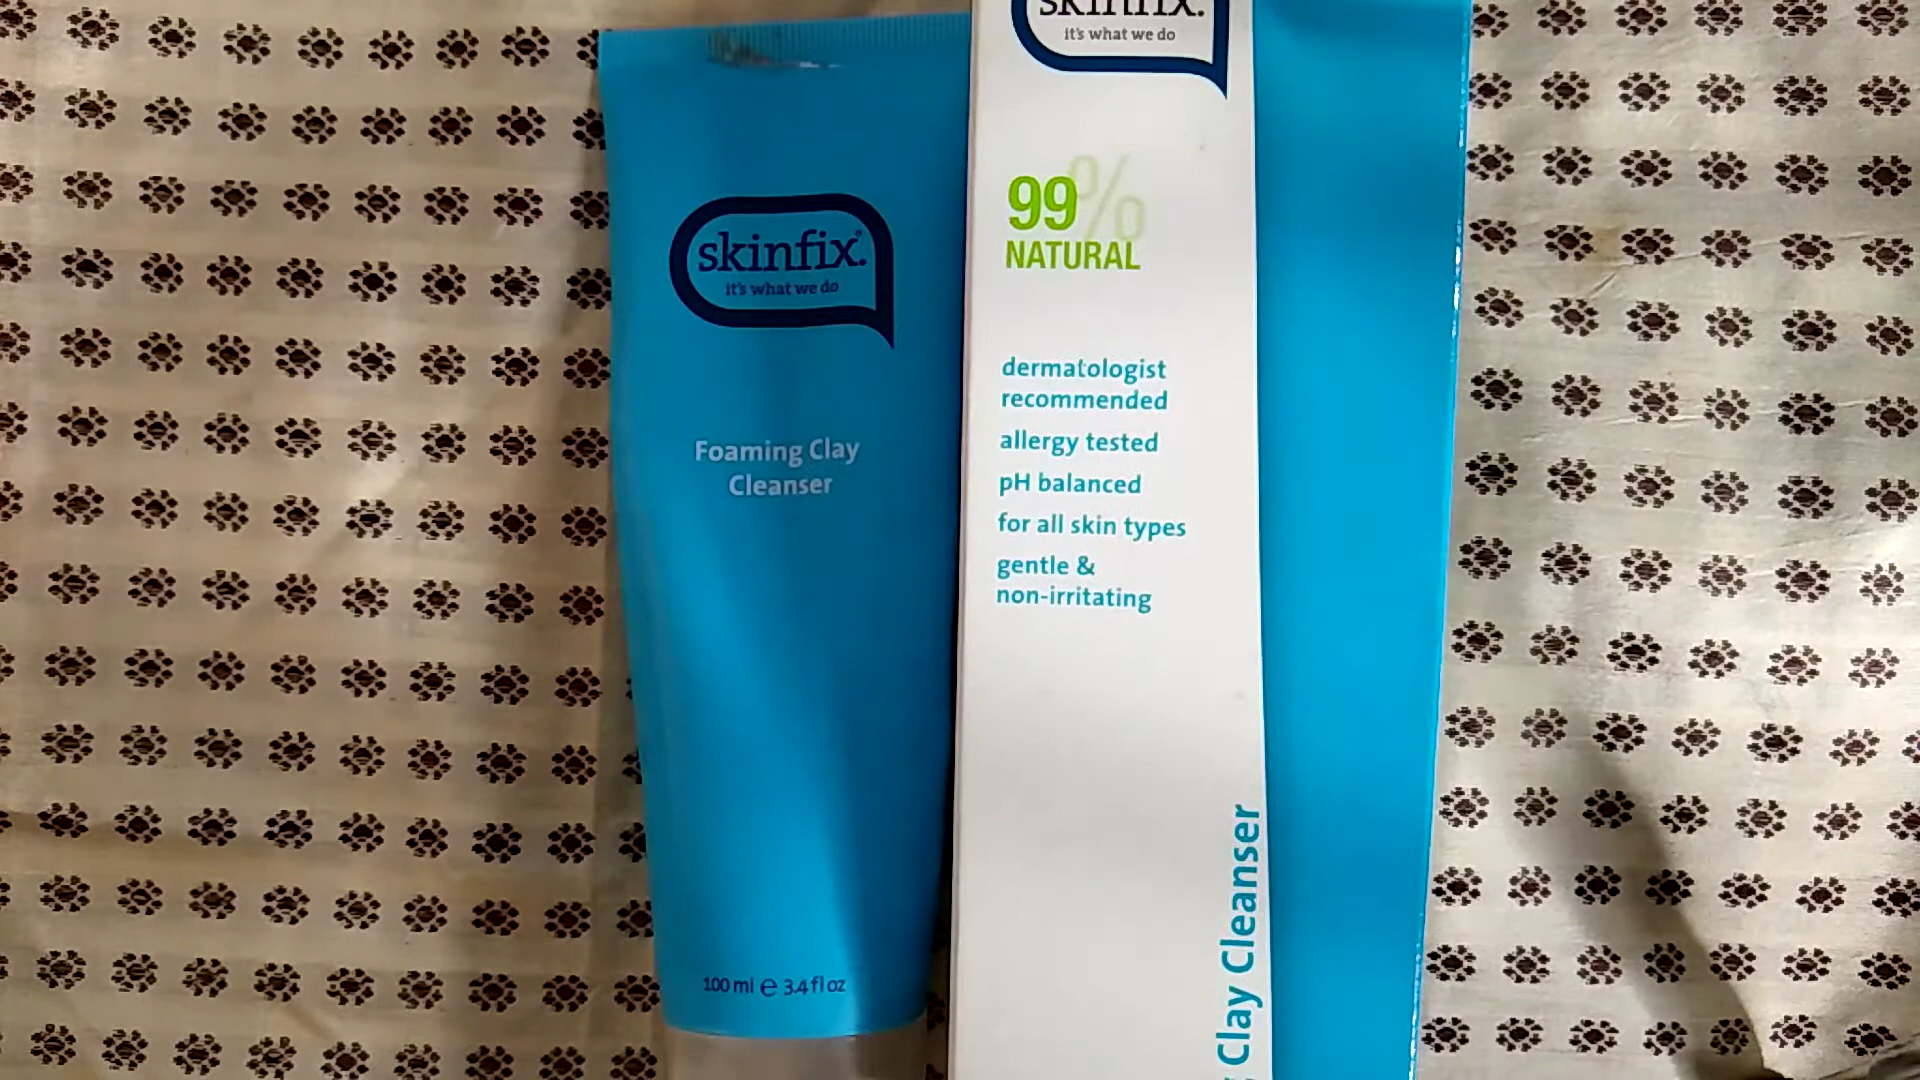 skinfix®
it's what we do
Foaming Clay
Cleanser
100 ml e 3.4 fl oz
skinfix.
it's what we do
99%
NATURAL
dermatologist
recommended
allergy tested
pH balanced
for all skin types
gentle &
non-irritating
Clay Cleanser